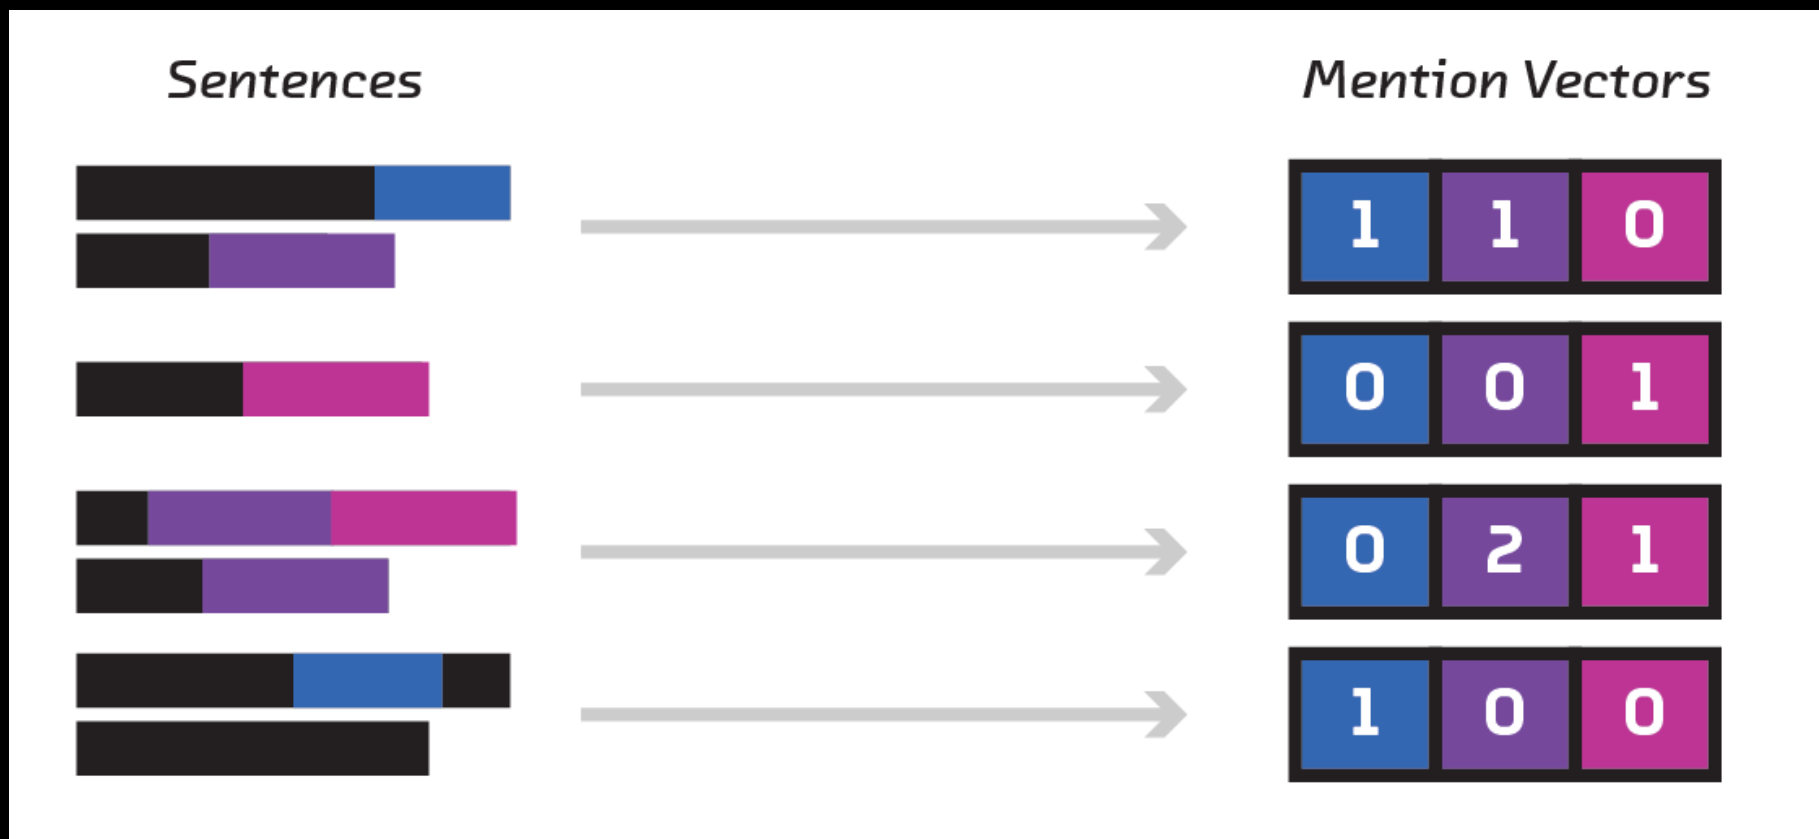 Sentences Mention Vectors
1 1 0
0 0 1
0 2 1
1 0 0